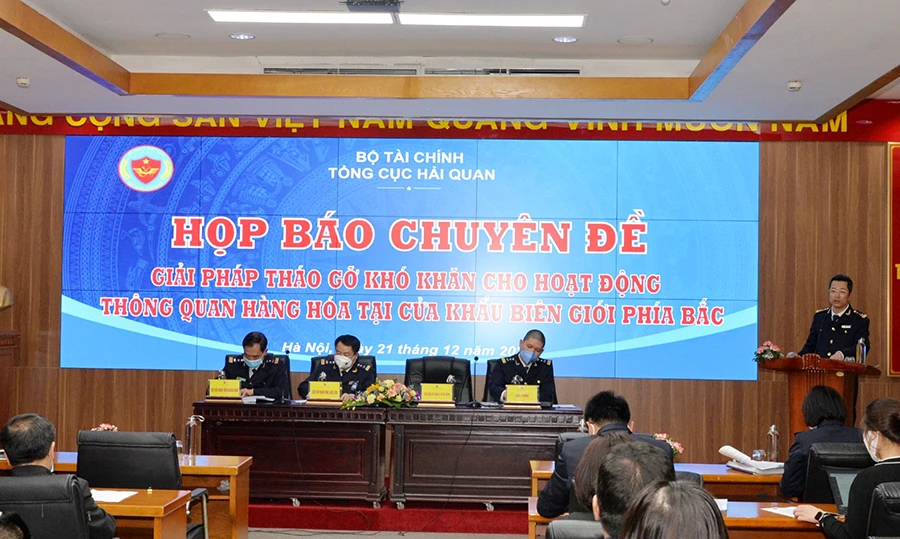 ĐẢNG CỘNG SẢN VIỆT NAM QUANG VINH MUÔN NĂM
BỘ TÀI CHÍNH
TỔNG CỤC HẢI QUAN
HỌP BÁO CHUYÊN ĐỀ
GIẢI PHÁP THÁO GỠ KHÓ KHĂN CHO HOẠT ĐỘNG
THÔNG QUAN HÀNG HÓA TẠI CỬA KHẨU BIÊN GIỚI PHÍA BẮC
Hà Nội, 21 tháng 12 năm